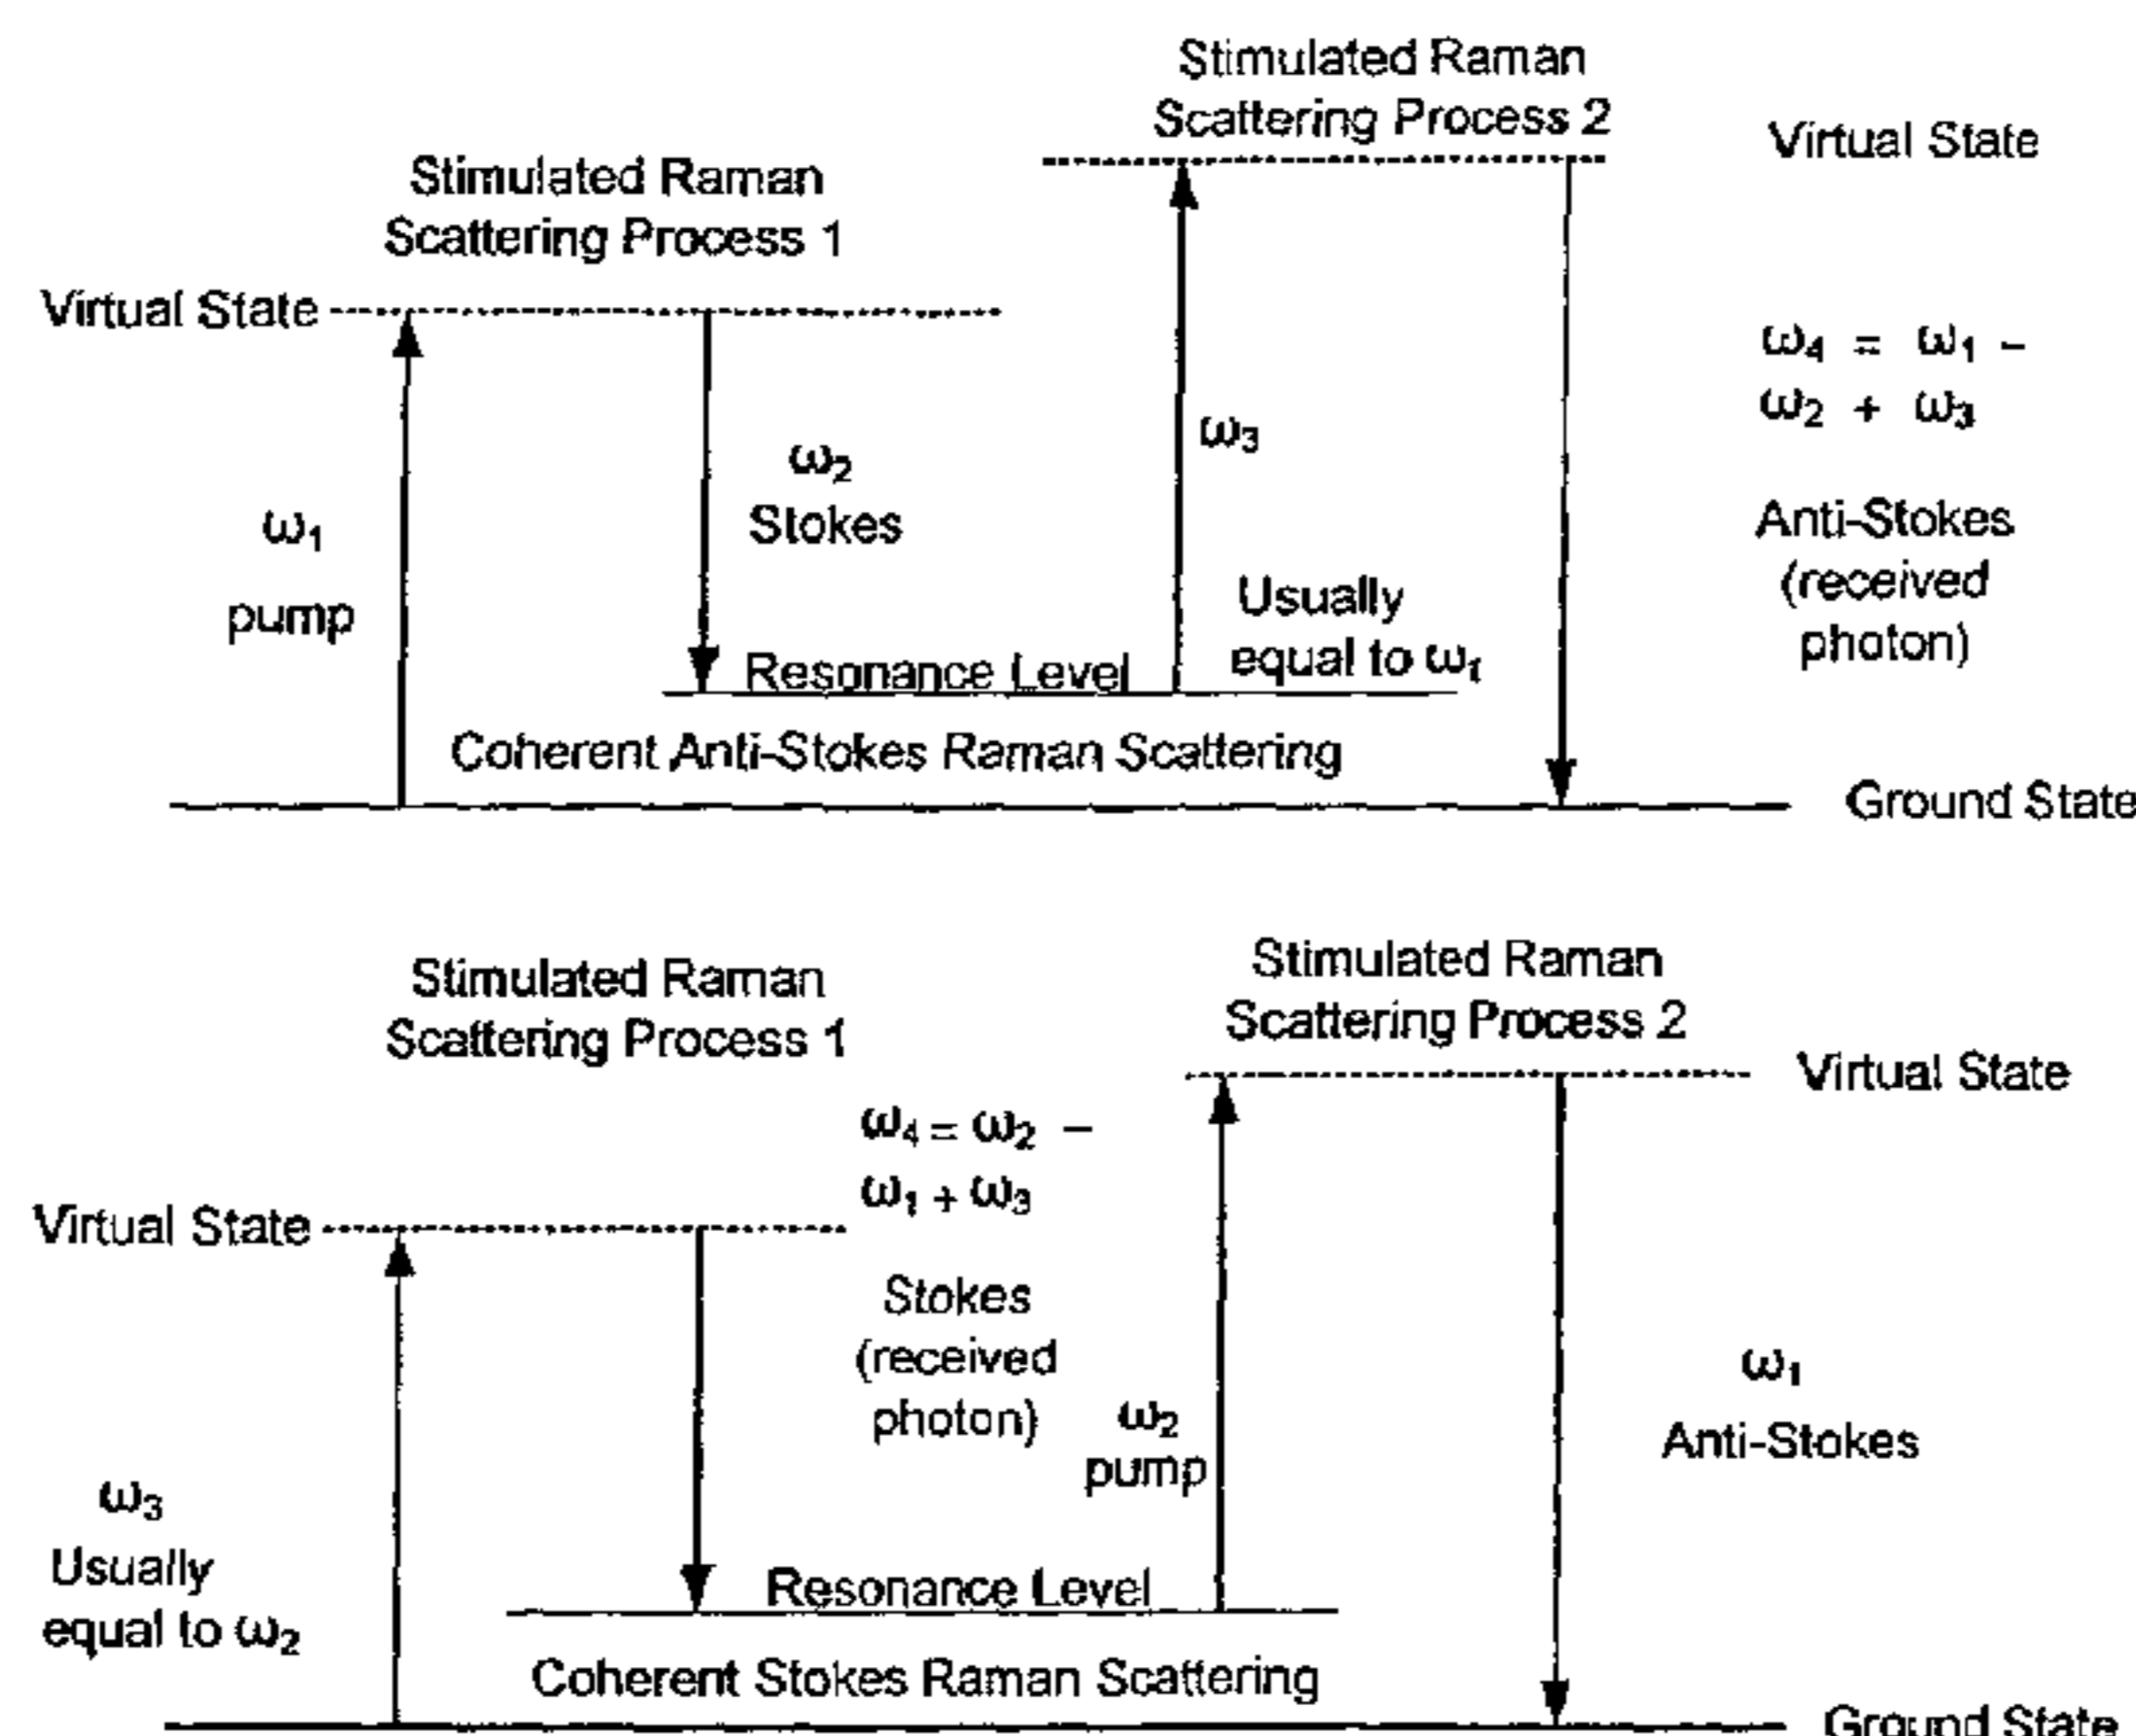 Stimulated Raman
Scattering Process 2
Virtual State
Stimulated Raman
Scattering Process 1
Virtual State
ω₄ = ω₁ –
ω₂ + ω₃
ω₃
ω₂
Stokes
ω₁
pump
Anti-Stokes
(received
photon)
Usually
equal to ω₁
Resonance Level
Coherent Anti-Stokes Raman Scattering
Ground State
Stimulated Raman
Scattering Process 1
Stimulated Raman
Scattering Process 2
Virtual State
ω₄ = ω₂ –
ω₁ + ω₃
Virtual State
Stokes
(received
photon)
ω₂
pump
ω₁
Anti-Stokes
ω₃
Usually
equal to ω₂
Resonance Level
Coherent Stokes Raman Scattering
Ground State